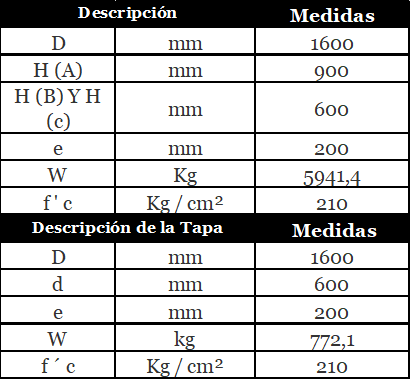 Descripción Medidas
D mm 1600
H (A) mm 900
H (B) Y H
(c) mm 600
e mm 200
W Kg 5941,4
f ' c Kg / cm² 210
Descripción de la Tapa Medidas
D mm 1600
d mm 600
e mm 200
W kg 772,1
f ´ c Kg / cm² 210